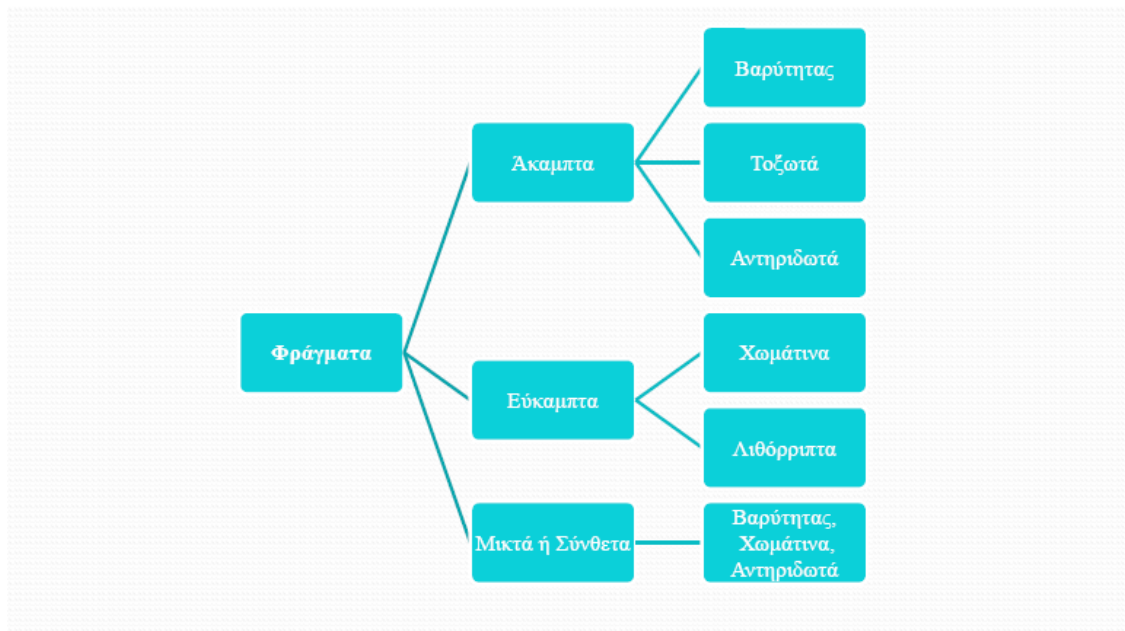 Βαρύτητας
Άκαμπτα
Τοξωτά
Αντηριδωτά
Φράγματα
Χωμάτινα
Εύκαμπτα
Λιθόρριπτα
Μικτά ή Σύνθετα
Βαρύτητας,
Χωμάτινα,
Αντηριδωτά